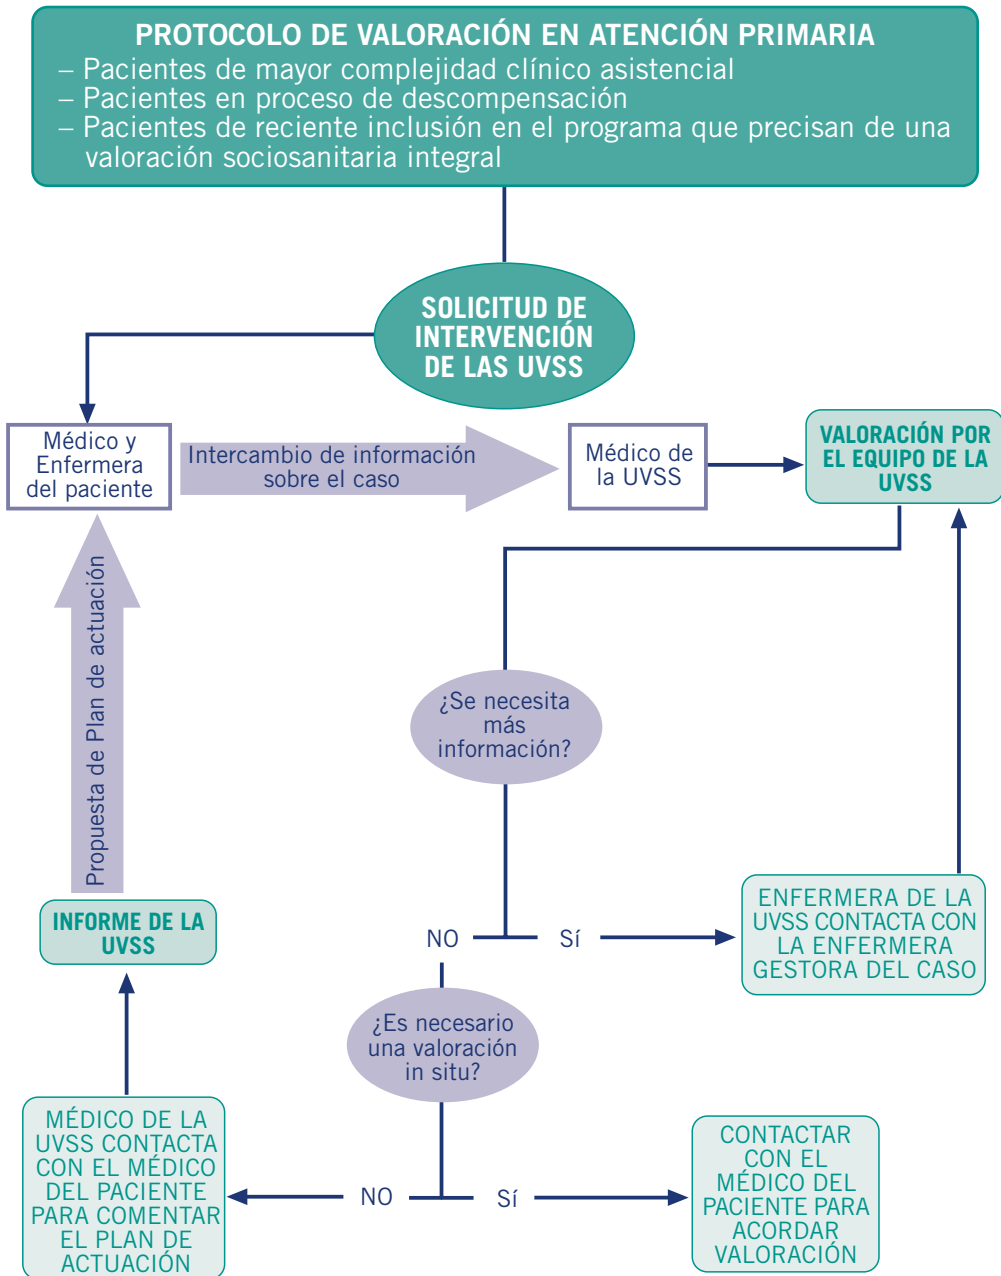 PROTOCOLO DE VALORACIÓN EN ATENCIÓN PRIMARIA
– Pacientes de mayor complejidad clínico asistencial
– Pacientes en proceso de descompensación
– Pacientes de reciente inclusión en el programa que precisan de una
valoración sociosanitaria integral
SOLICITUD DE
INTERVENCIÓN
DE LAS UVSS
Médico y
Enfermera
del paciente
Intercambio de información
sobre el caso
Médico de
la UVSS
VALORACIÓN POR
EL EQUIPO DE LA
UVSS
Propuesta de Plan de actuación
¿Se necesita
más
información?
INFORME DE LA
UVSS
NO
Sí
ENFERMERA DE LA
UVSS CONTACTA CON
LA ENFERMERA
GESTORA DEL CASO
¿Es necesario
una valoración
in situ?
MÉDICO DE LA
UVSS CONTACTA
CON EL MÉDICO
DEL PACIENTE
PARA COMENTAR
EL PLAN DE
ACTUACIÓN
NO
Sí
CONTACTAR
CON EL
MÉDICO DEL
PACIENTE PARA
ACORDAR
VALORACIÓN